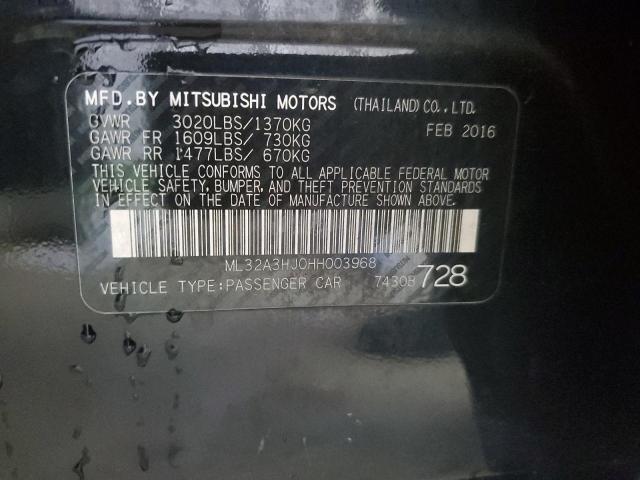 MFD.BY MITSUBISHI MOTORS (THAILAND) CO.,LTD.
GVWR 3020LBS/1370KG FEB 2016
GAWR FR 1609LBS/ 730KG
GAWR RR 1477LBS/ 670KG
THIS VEHICLE CONFORMS TO ALL APPLICABLE FEDERAL MOTOR
VEHICLE SAFETY, BUMPER, AND THEFT PREVENTION STANDARDS
IN EFFECT ON THE DATE OF MANUFACTURE SHOWN ABOVE.
ML32A3HJ0HH003968
VEHICLE TYPE:PASSENGER CAR 74308 728